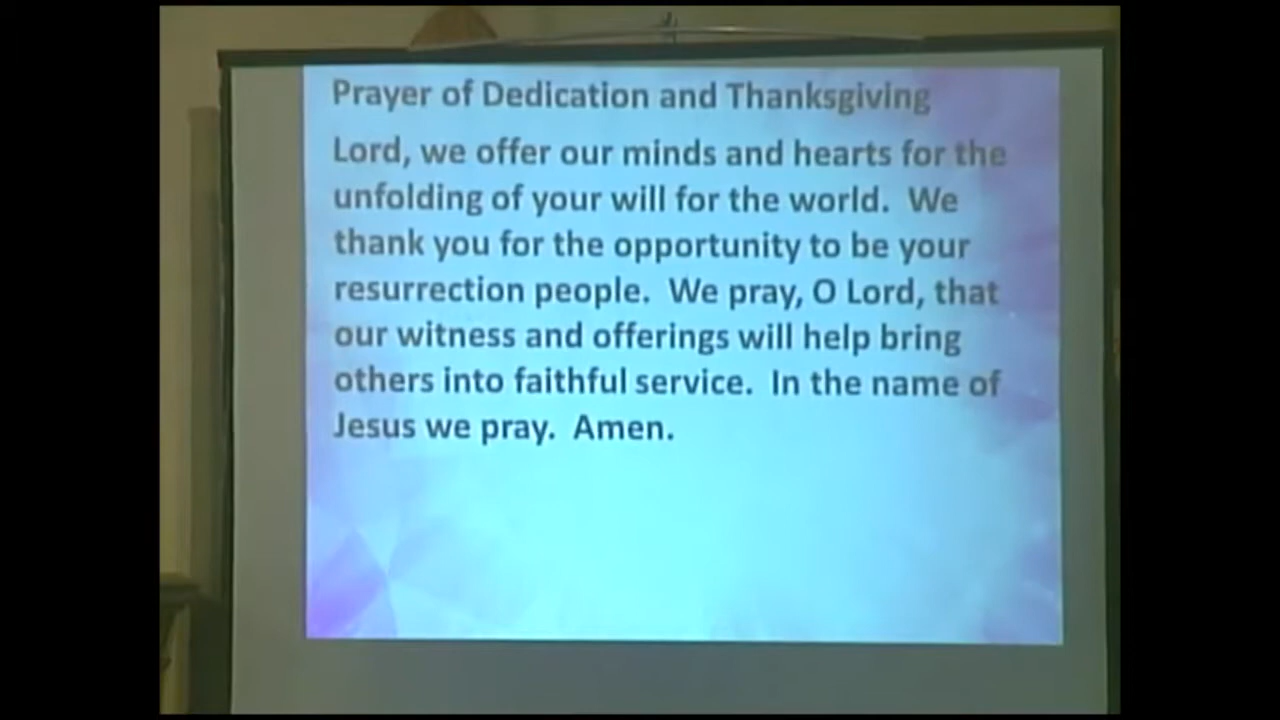 Prayer of Dedication and Thanksgiving
Lord, we offer our minds and hearts for the
unfolding of your will for the world.  We
thank you for the opportunity to be your
resurrection people.  We pray, O Lord, that
our witness and offerings will help bring
others into faithful service.  In the name of
Jesus we pray.  Amen.